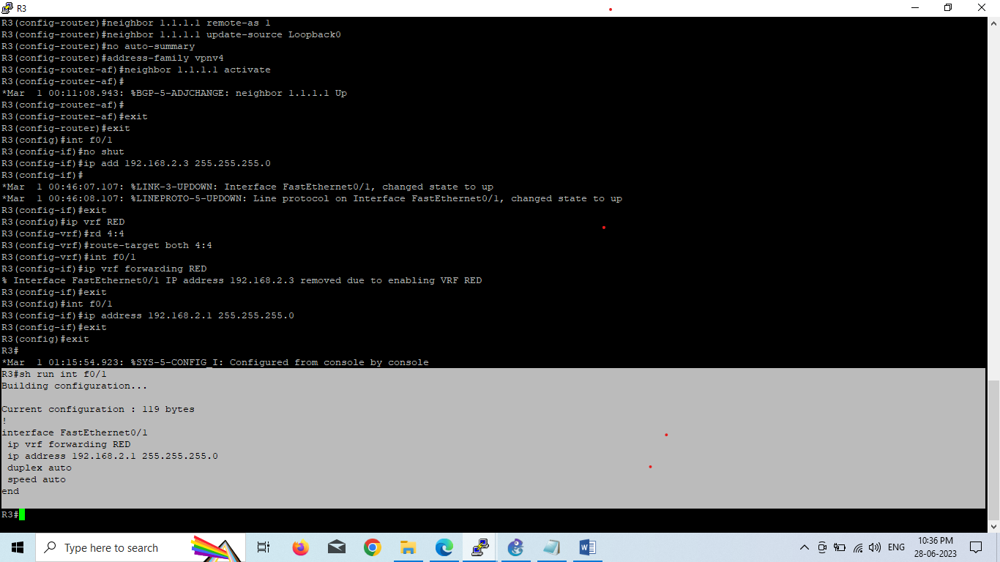 R3
R3(config-router)#neighbor 1.1.1.1 remote-as 1
R3(config-router)#neighbor 1.1.1.1 update-source Loopback0
R3(config-router)#no auto-summary
R3(config-router)#address-family vpnv4
R3(config-router-af)#neighbor 1.1.1.1 activate
R3(config-router-af)#
*Mar  1 00:11:08.943: %BGP-5-ADJCHANGE: neighbor 1.1.1.1 Up
R3(config-router-af)#
R3(config-router-af)#exit
R3(config-router)#exit
R3(config)#int f0/1
R3(config-if)#no shut
R3(config-if)#ip add 192.168.2.3 255.255.255.0
R3(config-if)#
*Mar  1 00:46:07.107: %LINK-3-UPDOWN: Interface FastEthernet0/1, changed state to up
*Mar  1 00:46:08.107: %LINEPROTO-5-UPDOWN: Line protocol on Interface FastEthernet0/1, changed state to up
R3(config-if)#exit
R3(config)#ip vrf RED
R3(config-vrf)#rd 4:4
R3(config-vrf)#route-target both 4:4
R3(config-vrf)#int f0/1
R3(config-if)#ip vrf forwarding RED
% Interface FastEthernet0/1 IP address 192.168.2.3 removed due to enabling VRF RED
R3(config-if)#exit
R3(config)#int f0/1
R3(config-if)#ip address 192.168.2.1 255.255.255.0
R3(config-if)#exit
R3(config)#exit
R3#
*Mar  1 01:15:54.923: %SYS-5-CONFIG_I: Configured from console by console
R3#sh run int f0/1
Building configuration...
Current configuration : 119 bytes
!
interface FastEthernet0/1
 ip vrf forwarding RED
 ip address 192.168.2.1 255.255.255.0
 duplex auto
 speed auto
end
R3#
Type here to search
ENG
10:36 PM
28-06-2023